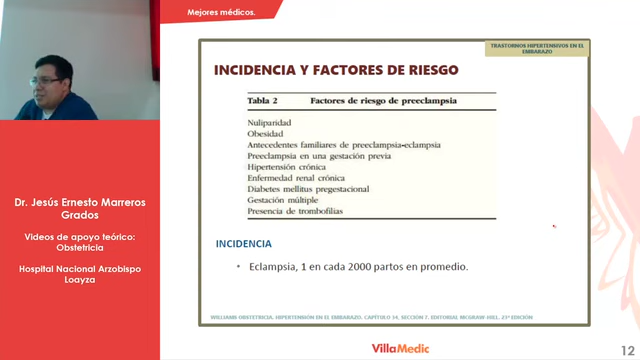 Mejores médicos.
TRASTORNOS HIPERTENSIVOS EN EL
EMBARAZO
INCIDENCIA Y FACTORES DE RIESGO
Tabla 2 Factores de riesgo de preeclampsia
Nuliparidad
Obesidad
Antecedentes familiares de preeclampsia-eclampsia
Preeclampsia en una gestación previa
Hipertensión crónica
Enfermedad renal crónica
Diabetes mellitus pregestacional
Gestación múltiple
Presencia de trombofilias
INCIDENCIA
• Eclampsia, 1 en cada 2000 partos en promedio.
WILLIAMS OBSTETRICIA. HIPERTENSIÓN EN EL EMBARAZO. CAPÍTULO 34, SECCIÓN 7. EDITORIAL MCGRAW HILL. 23ª EDICIÓN
Dr. Jesús Ernesto Marreros
Grados
Videos de apoyo teórico:
Obstetricia
Hospital Nacional Arzobispo
Loayza
VillaMedic
12